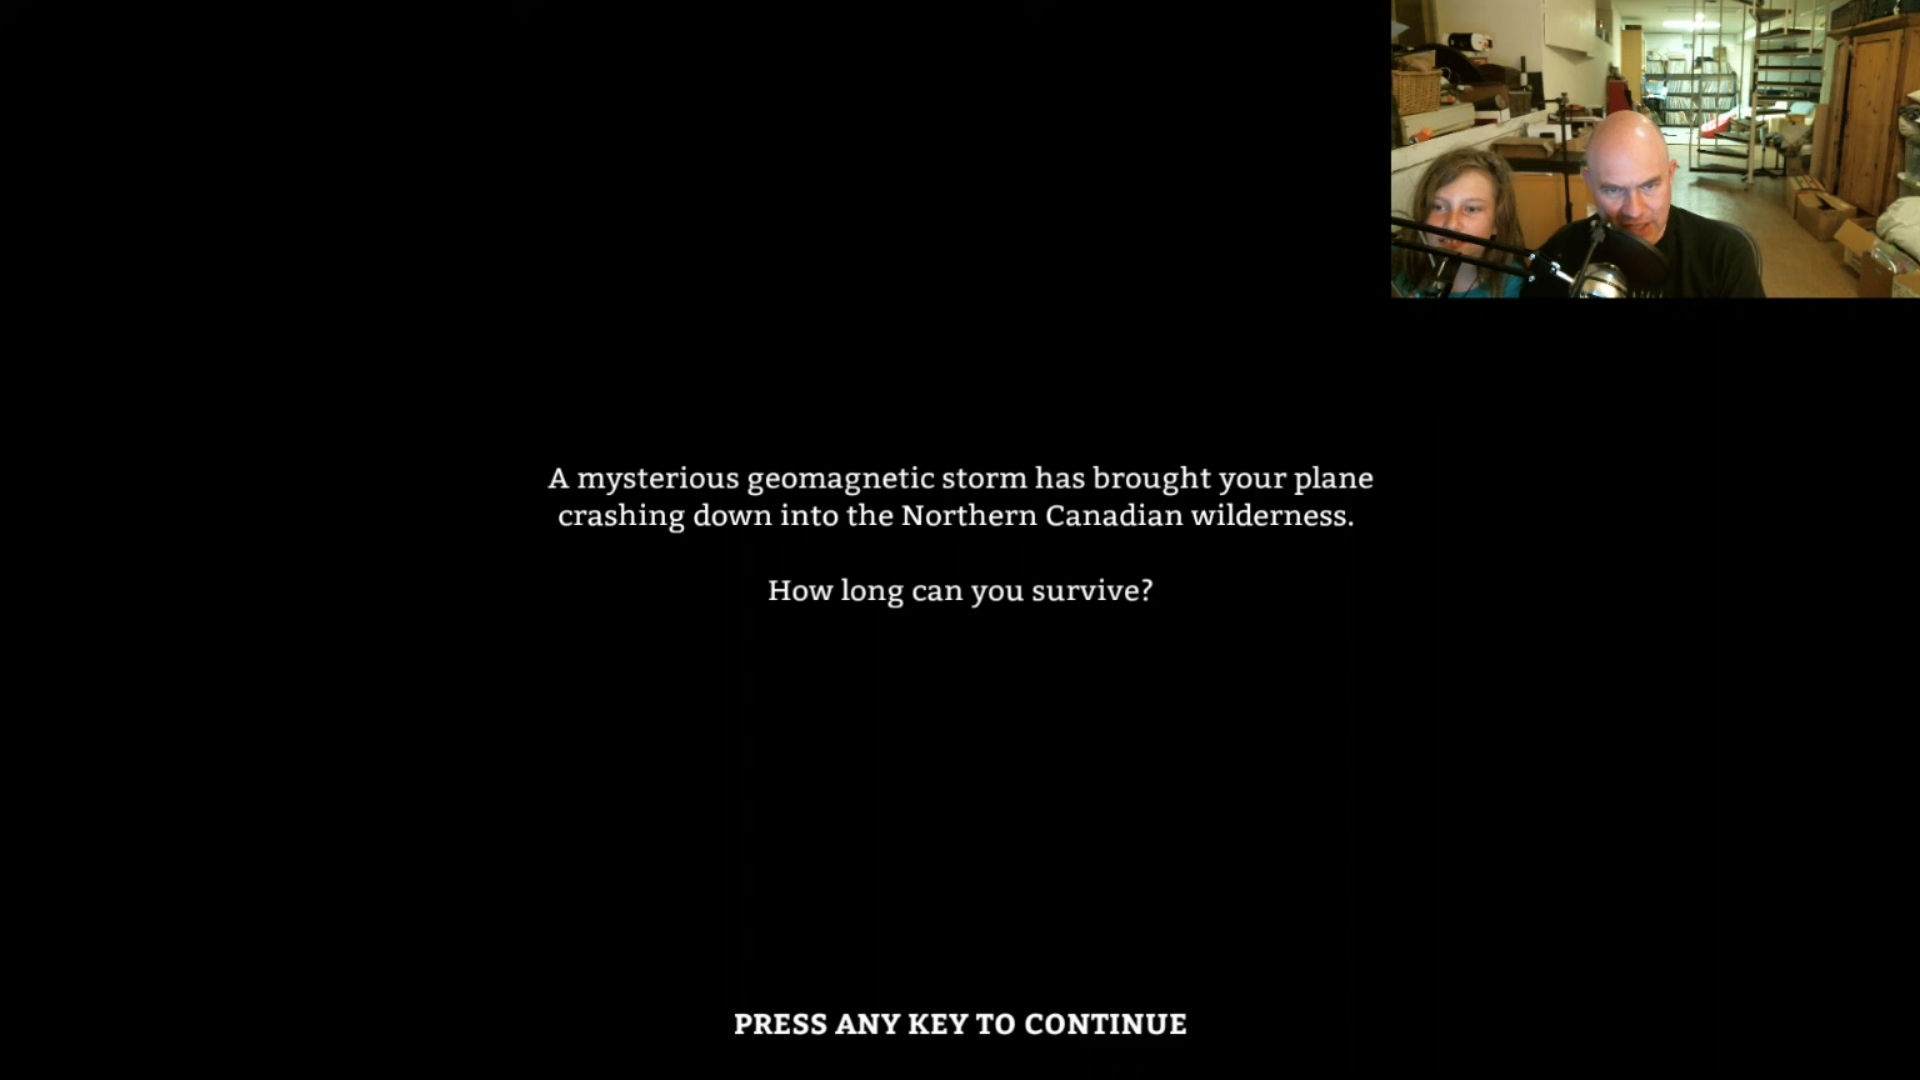 A mysterious geomagnetic storm has brought your plane
crashing down into the Northern Canadian wilderness.
How long can you survive?
PRESS ANY KEY TO CONTINUE